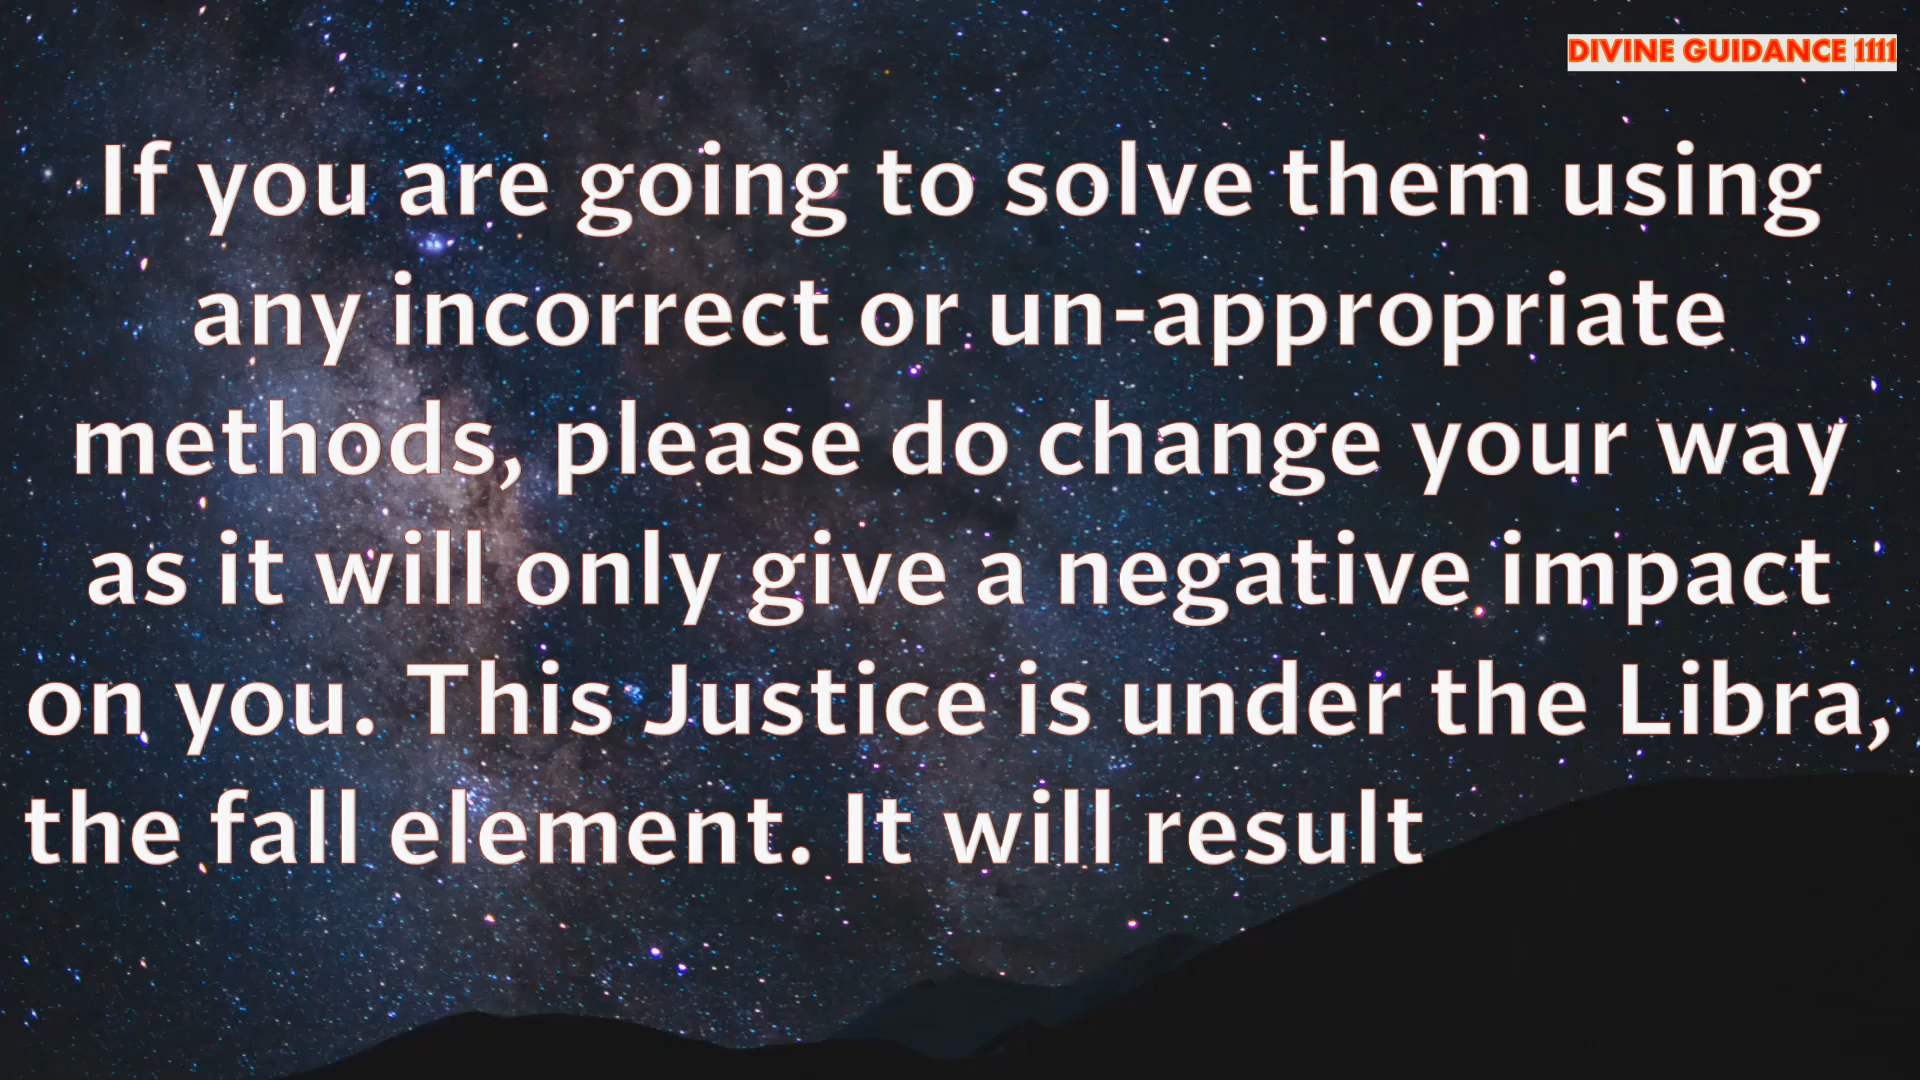 DIVINE GUIDANCE 1111
If you are going to solve them using
any incorrect or un-appropriate
methods, please do change your way
as it will only give a negative impact
on you. This Justice is under the Libra,
the fall element. It will result